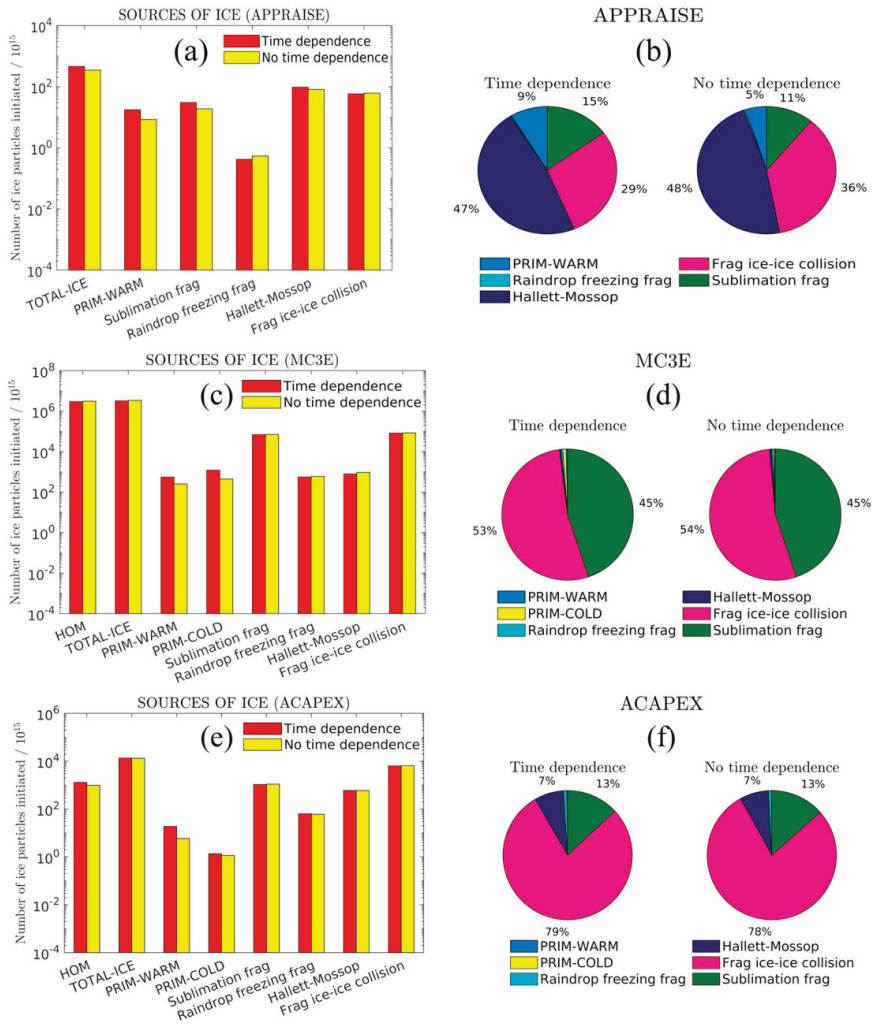 SOURCES OF ICE (APPRAISE)
(a)
Time dependence
No time dependence
Number of ice particles initiated / 10^15
10^4
10^2
10^0
10^-2
10^-4
TOTAL-ICE
PRIM-WARM
Sublimation frag
Raindrop freezing frag
Hallett-Mossop
Frag ice-ice collision
APPRAISE
(b)
Time dependence
9%
15%
29%
47%
No time dependence
5%
11%
36%
48%
PRIM-WARM
Raindrop freezing frag
Hallett-Mossop
Frag ice-ice collision
Sublimation frag
SOURCES OF ICE (MC3E)
(c)
Time dependence
No time dependence
Number of ice particles initiated / 10^15
10^8
10^6
10^4
10^2
10^0
10^-2
10^-4
HOM
TOTAL-ICE
PRIM-WARM
PRIM-COLD
Sublimation frag
Raindrop freezing frag
Hallett-Mossop
Frag ice-ice collision
MC3E
(d)
Time dependence
45%
53%
No time dependence
45%
54%
PRIM-WARM
PRIM-COLD
Raindrop freezing frag
Hallett-Mossop
Frag ice-ice collision
Sublimation frag
SOURCES OF ICE (ACAPEX)
(e)
Time dependence
No time dependence
Number of ice particles initiated / 10^15
10^6
10^4
10^2
10^0
10^-2
10^-4
HOM
TOTAL-ICE
PRIM-WARM
PRIM-COLD
Sublimation frag
Raindrop freezing frag
Hallett-Mossop
Frag ice-ice collision
ACAPEX
(f)
Time dependence
7%
13%
79%
No time dependence
7%
13%
78%
PRIM-WARM
PRIM-COLD
Raindrop freezing frag
Hallett-Mossop
Frag ice-ice collision
Sublimation frag